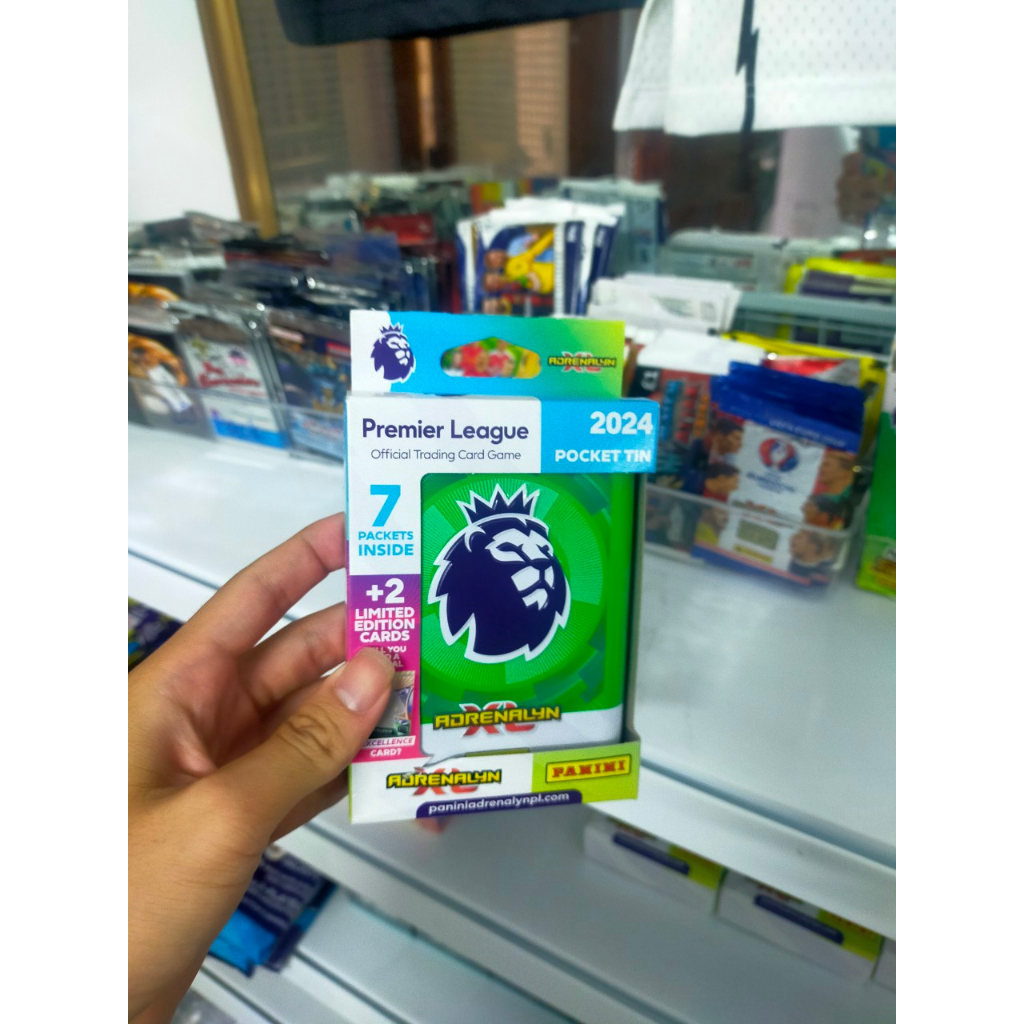 ADRENALYN
XL
Premier League
Official Trading Card Game
2024
POCKET TIN
7
PACKETS
INSIDE
+2
LIMITED
EDITION
CARDS
CARD?
ADRENALYN
XL
ADRENALYN
XL
PANINI
paniniadrenalynpl.com